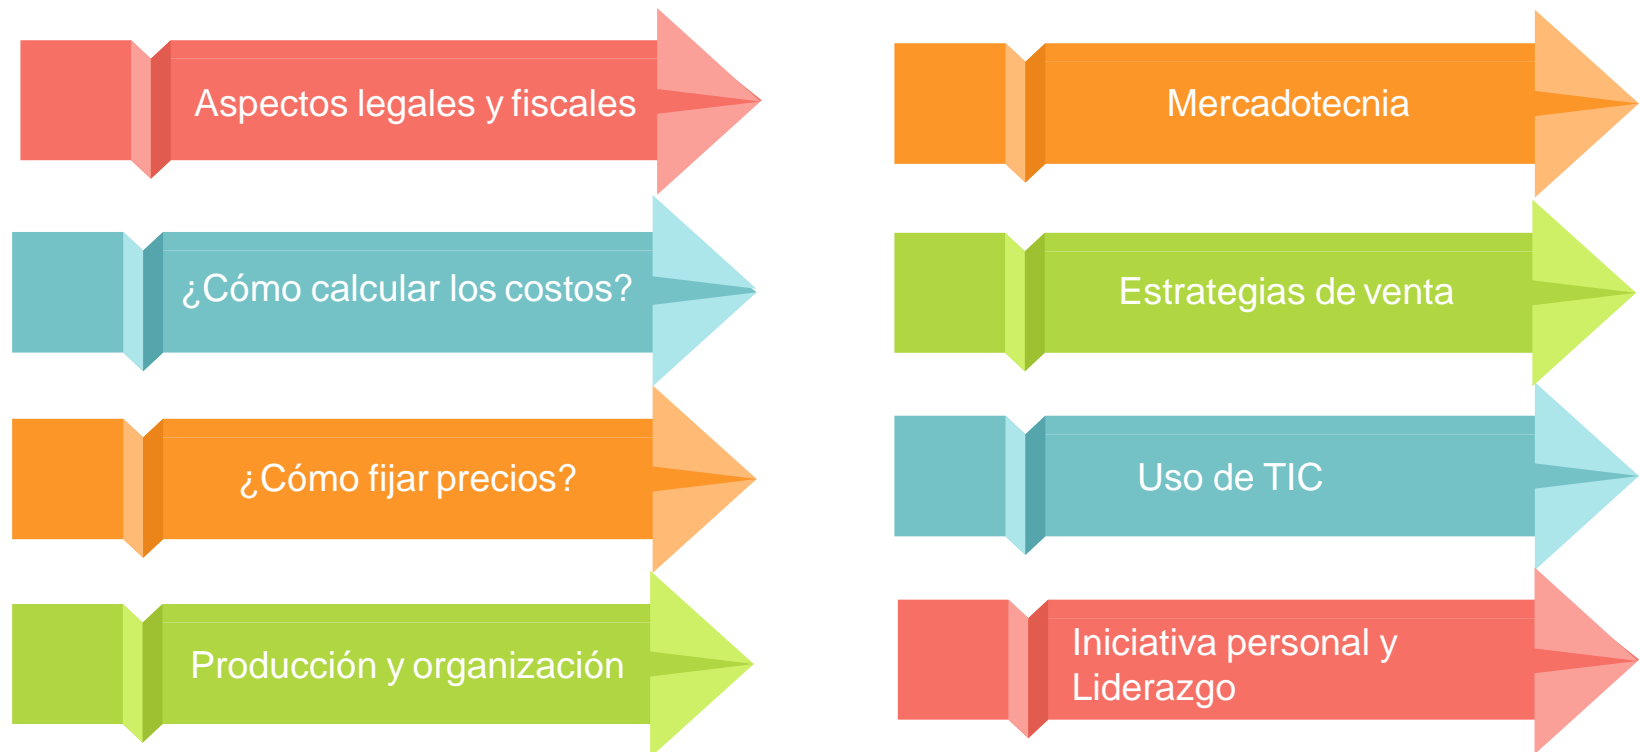 Aspectos legales y fiscales
¿Cómo calcular los costos?
¿Cómo fijar precios?
Producción y organización
Mercadotecnia
Estrategias de venta
Uso de TIC
Iniciativa personal y
Liderazgo